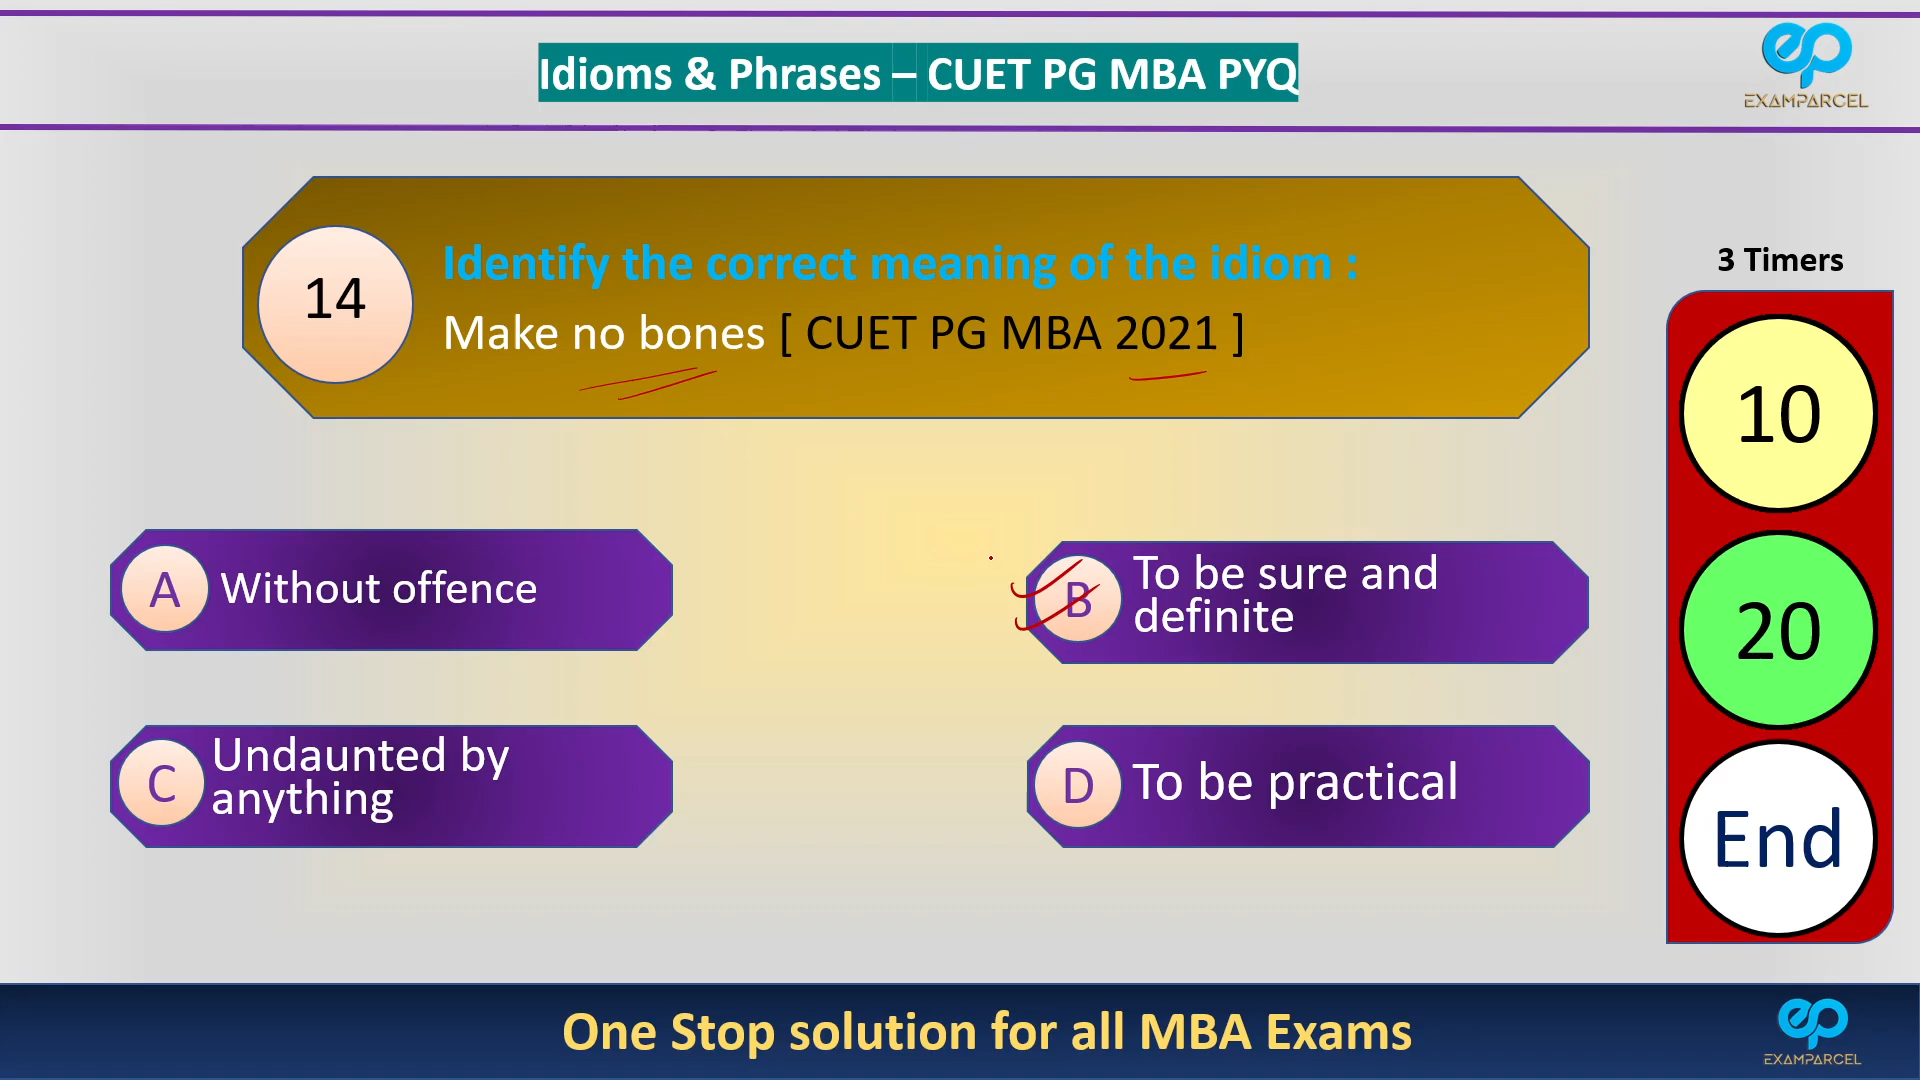 Idioms & Phrases – CUET PG MBA PYQ
EXAMPARCEL
14
Identify the correct meaning of the idiom :
Make no bones [ CUET PG MBA 2021 ]
3 Timers
10
20
End
A
Without offence
B
To be sure and
definite
C
Undaunted by
anything
D
To be practical
One Stop solution for all MBA Exams
EXAMPARCEL